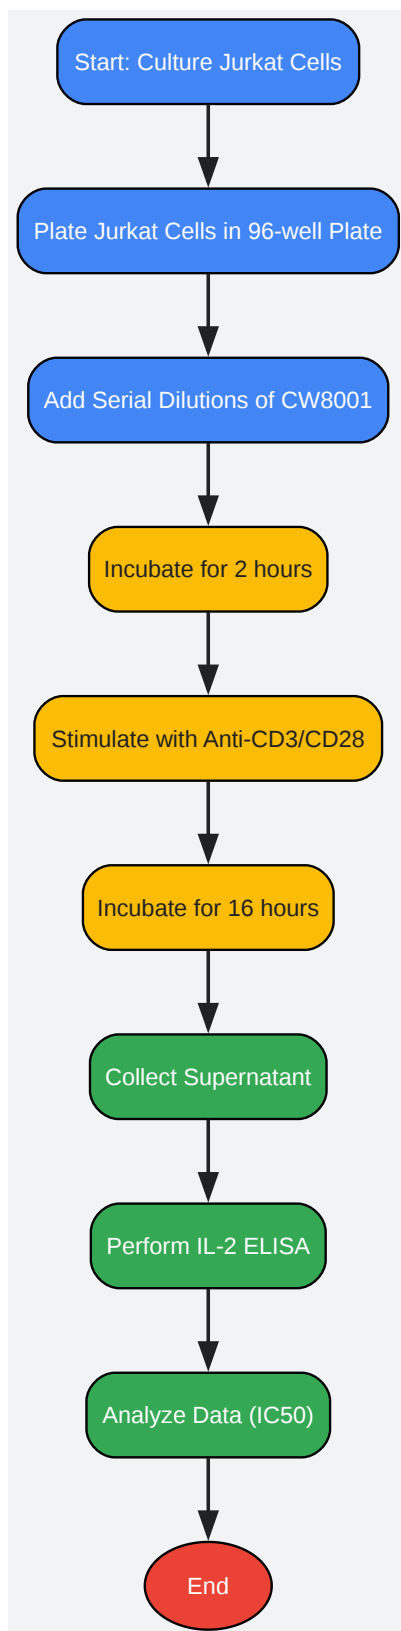 Start: Culture Jurkat Cells
Plate Jurkat Cells in 96-well Plate
Add Serial Dilutions of CW8001
Incubate for 2 hours
Stimulate with Anti-CD3/CD28
Incubate for 16 hours
Collect Supernatant
Perform IL-2 ELISA
Analyze Data (IC50)
End